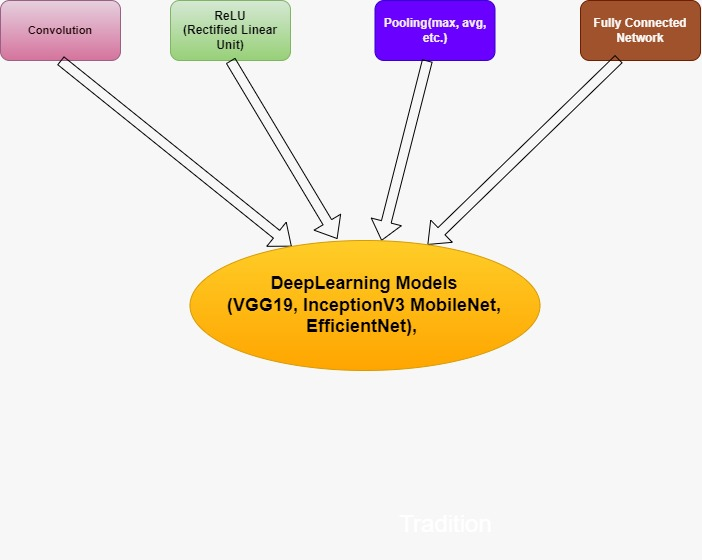 Convolution
ReLU
(Rectified Linear
Unit)
Pooling(max, avg,
etc.)
Fully Connected
Network
DeepLearning Models
(VGG19, InceptionV3 MobileNet,
EfficientNet),
Tradition